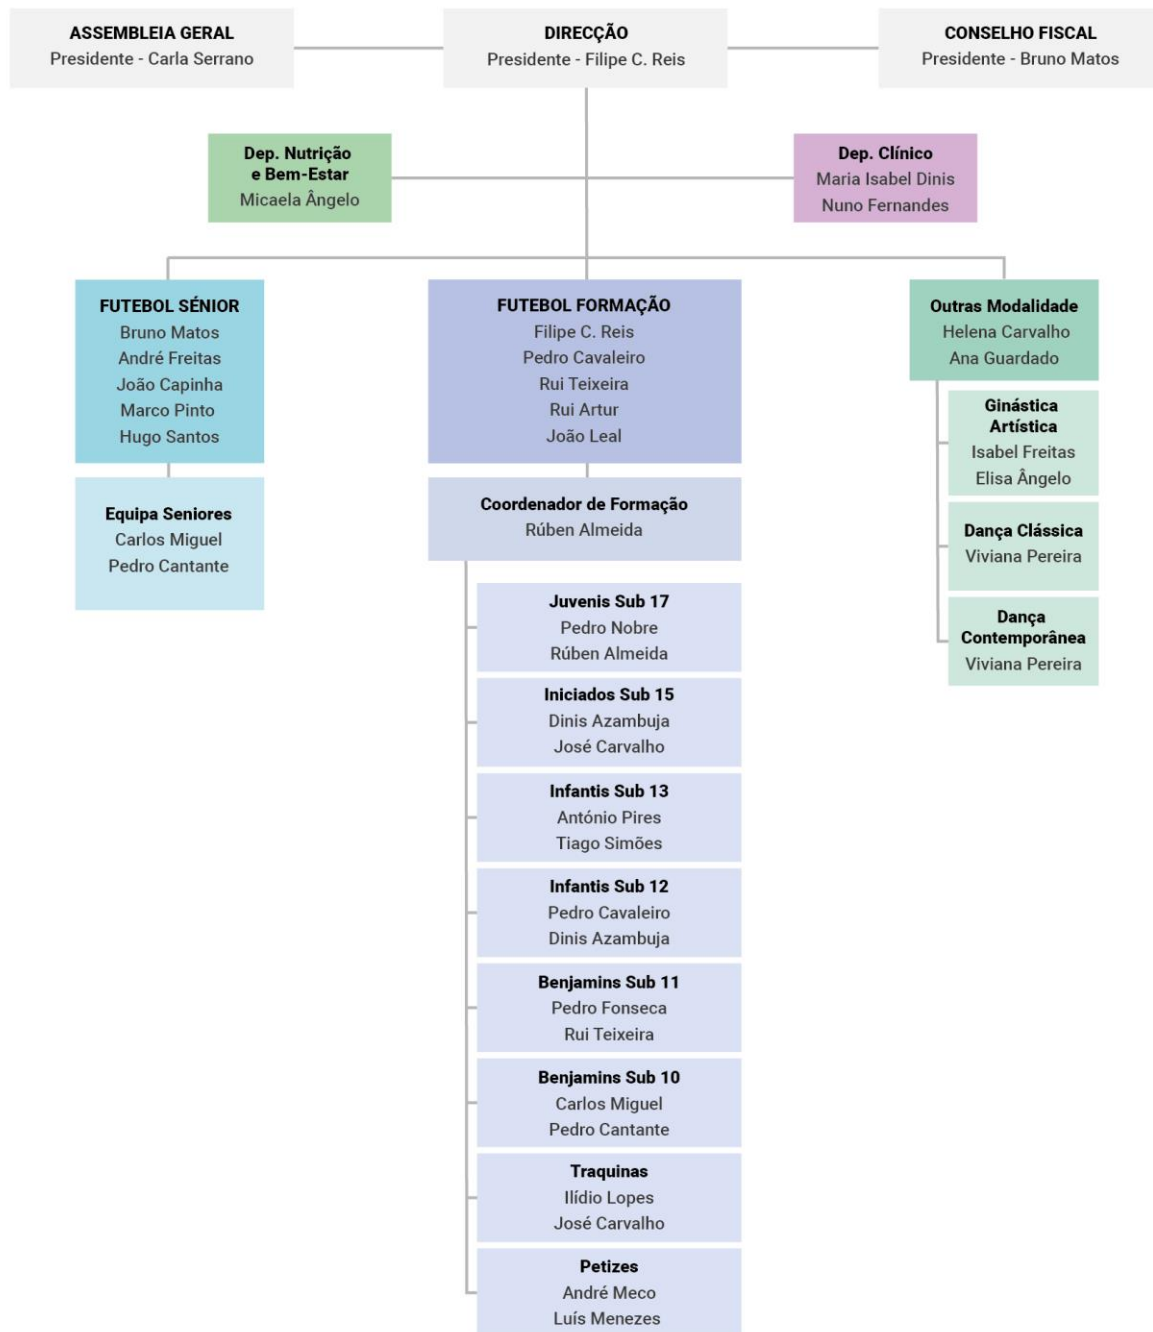 ASSEMBLEIA GERAL
Presidente - Carla Serrano
DIRECÇÃO
Presidente - Filipe C. Reis
CONSELHO FISCAL
Presidente - Bruno Matos
Dep. Nutrição
e Bem-Estar
Micaela Ângelo
Dep. Clínico
Maria Isabel Dinis
Nuno Fernandes
FUTEBOL SÉNIOR
Bruno Matos
André Freitas
João Capinha
Marco Pinto
Hugo Santos
Equipa Seniores
Carlos Miguel
Pedro Cantante
FUTEBOL FORMAÇÃO
Filipe C. Reis
Pedro Cavaleiro
Rui Teixeira
Rui Artur
João Leal
Coordenador de Formação
Rúben Almeida
Juvenis Sub 17
Pedro Nobre
Rúben Almeida
Iniciados Sub 15
Dinis Azambuja
José Carvalho
Infantis Sub 13
António Pires
Tiago Simões
Infantis Sub 12
Pedro Cavaleiro
Dinis Azambuja
Benjamins Sub 11
Pedro Fonseca
Rui Teixeira
Benjamins Sub 10
Carlos Miguel
Pedro Cantante
Traquinas
Ilídio Lopes
José Carvalho
Petizes
André Meco
Luís Menezes
Outras Modalidade
Helena Carvalho
Ana Guardado
Ginástica
Artística
Isabel Freitas
Elisa Ângelo
Dança Clássica
Viviana Pereira
Dança
Contemporânea
Viviana Pereira